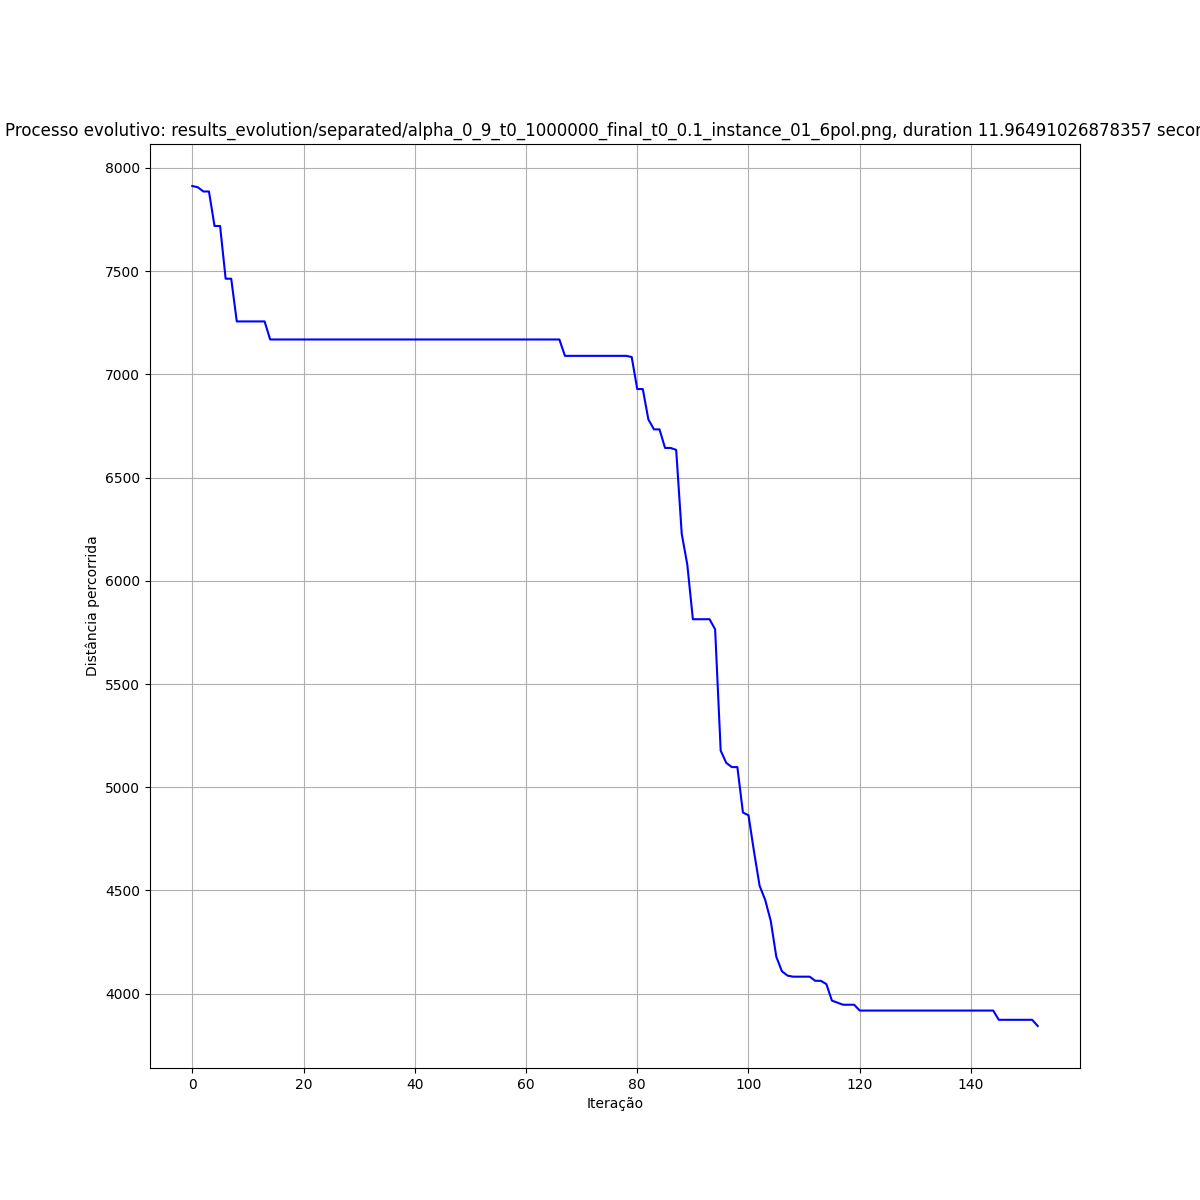 Processo evolutivo: results_evolution/separated/alpha_0_9_t0_1000000_final_t0_0.1_instance_01_6pol.png, duration 11.96491026878357 secon
8000
7500
7000
6500
6000
5500
5000
4500
4000
Distância percorrida
0 20 40 60 80 100 120 140
Iteração